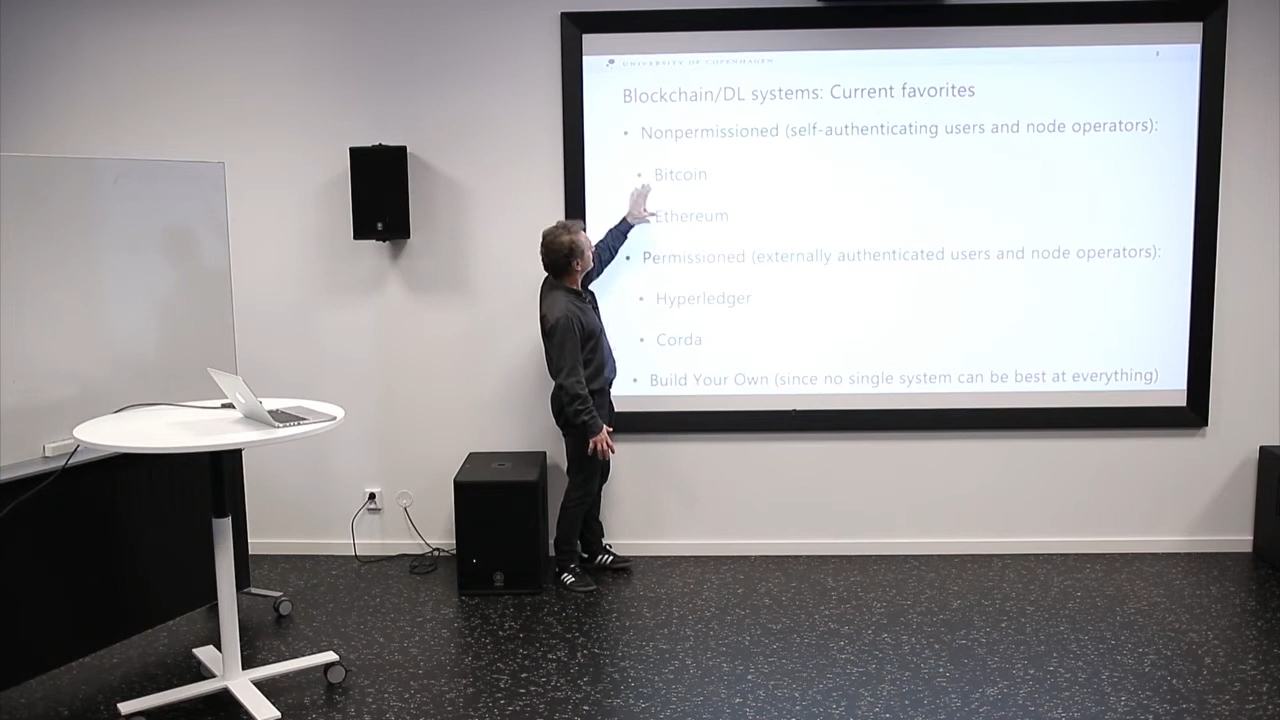 UNIVERSITY OF COPENHAGEN
Blockchain/DL systems: Current favorites
• Nonpermissioned (self-authenticating users and node operators):
• Bitcoin
Ethereum
• Permissioned (externally authenticated users and node operators):
• Hyperledger
• Corda
• Build Your Own (since no single system can be best at everything)